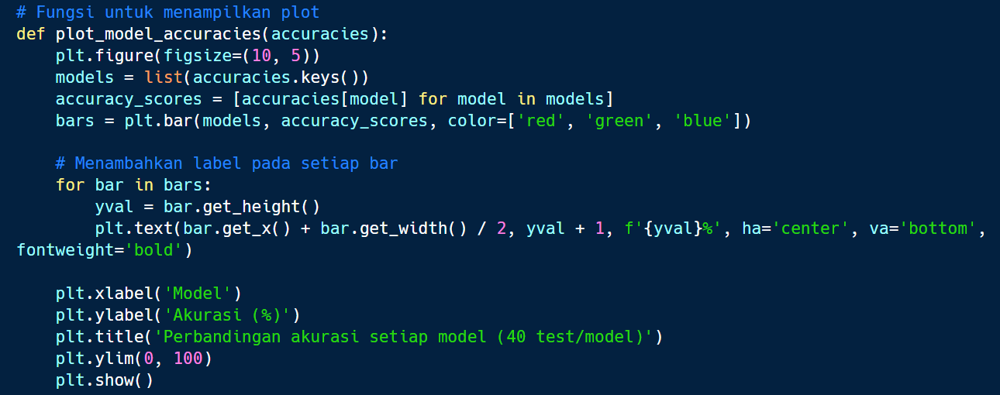 # Fungsi untuk menampilkan plot
def plot_model_accuracies(accuracies):
    plt.figure(figsize=(10, 5))
    models = list(accuracies.keys())
    accuracy_scores = [accuracies[model] for model in models]
    bars = plt.bar(models, accuracy_scores, color=['red', 'green', 'blue'])

    # Menambahkan label pada setiap bar
    for bar in bars:
        yval = bar.get_height()
        plt.text(bar.get_x() + bar.get_width() / 2, yval + 1, f'{yval}%', ha='center', va='bottom',
fontweight='bold')

    plt.xlabel('Model')
    plt.ylabel('Akurasi (%)')
    plt.title('Perbandingan akurasi setiap model (40 test/model)')
    plt.ylim(0, 100)
    plt.show()